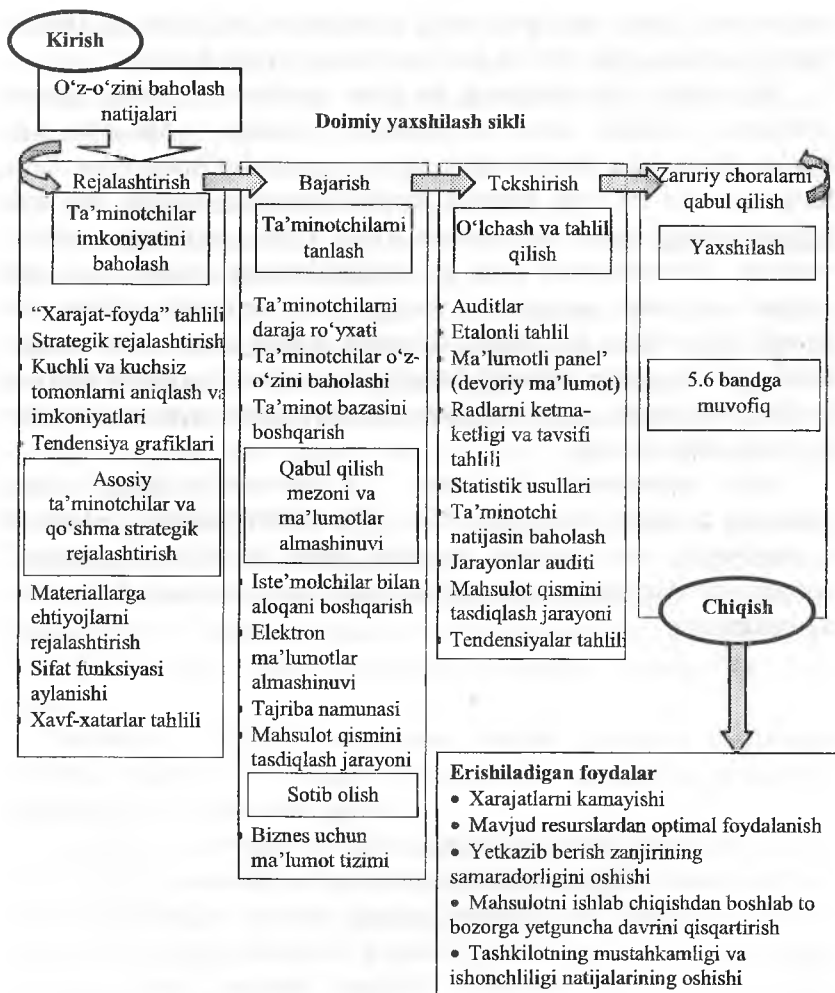 Kirish
O‘z-o‘zini baholash
natijalari
Doimiy yaxshilash sikli
Rejalashtirish
Ta’minotchilar
imkoniyatini
baholash
“Xarajat-foyda” tahlili
Strategik rejalashtirish
Kuchli va kuchsiz
tomonlarni aniqlash va
imkoniyatlari
Tendensiya grafiklari
Asosiy
ta’minotchilar va
qo‘shma strategik
rejalashtirish
Materiallarga
ehtiyojlarni
rejalashtirish
Sifat funksiyasi
aylanishi
Xavf-xatarlar tahlili
Bajarish
Ta’minotchilarni
tanlash
Ta’minotchilarni
daraja ro‘yxati
Ta’minotchilar o‘z-
o‘zini baholashi
Ta’minot bazasini
boshqarish
Qabul qilish
mezoni va
ma’lumotlar
almashinuvi
Iste’molchilar bilan
aloqani boshqarish
Elektron
ma’lumotlar
almashinuvi
Tajriba namunasi
Mahsulot qismini
tasdiqlash jarayoni
Sotib olish
Biznes uchun
ma’lumot tizimi
Tekshirish
O‘lchash va tahlil
qilish
Auditlar
Etalonli tahlil
Ma’lumotli panel’
(devoriy ma’lumot)
Radlarni ketma-
ketligi va tavsifi
tahlili
Statistik usullari
Ta’minotchi
natijasin baholash
Jarayonlar auditi
Mahsulot qismini
tasdiqlash jarayoni
Tendensiyalar tahlili
Zaruriy choralarni
qabul qilish
Yaxshilash
5.6 bandga
muvofiq
Chiqish
Erishiladigan foydalar
• Xarajatlarni kamayishi
• Mavjud resurslardan optimal foydalanish
• Yetkazib berish zanjirining
samaradorligini oshishi
• Mahsulotni ishlab chiqishdan boshlab to
bozorga yetguncha davrini qisqartirish
• Tashkilotning mustahkamligi va
ishonchliligi natijalarining oshishi